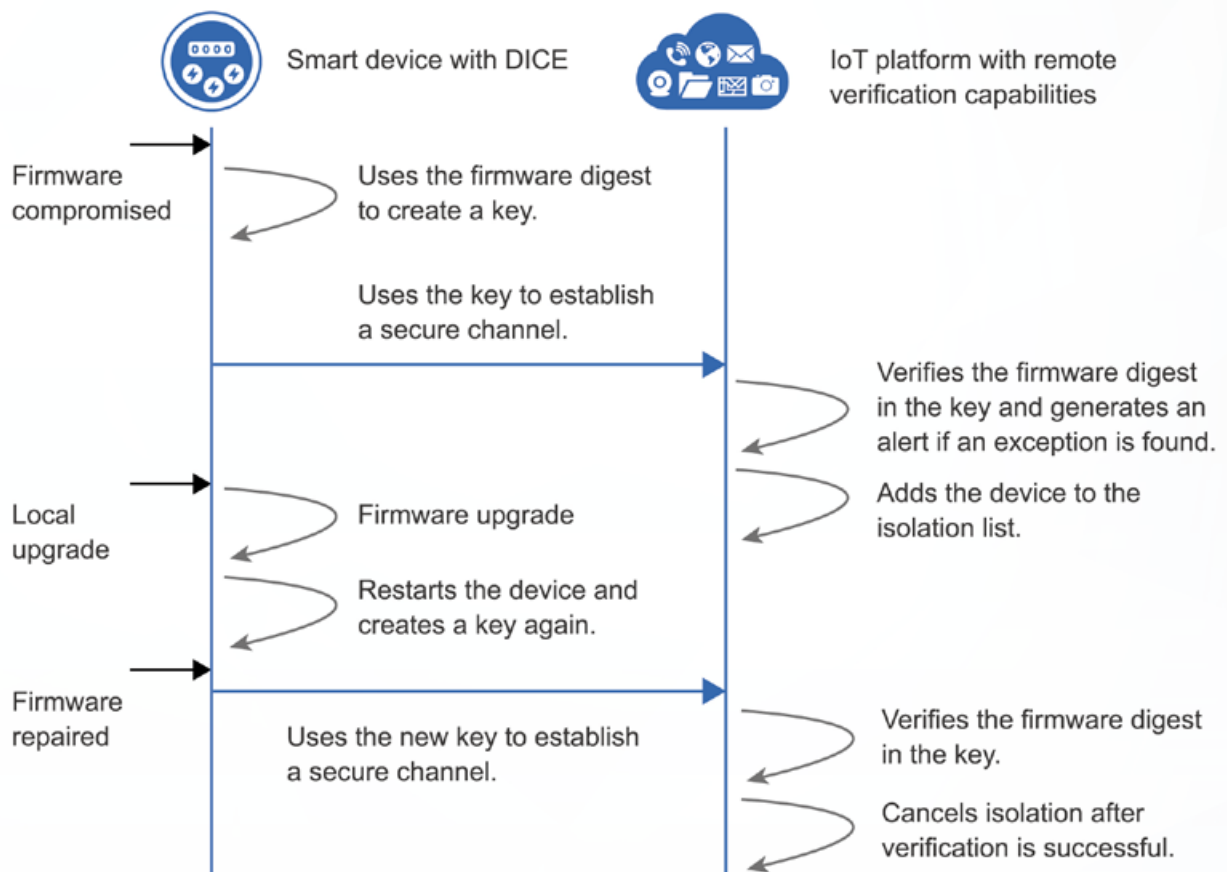 Smart device with DICE
IoT platform with remote
verification capabilities
0000
Firmware
compromised
Uses the firmware digest
to create a key.
Uses the key to establish
a secure channel.
Verifies the firmware digest
in the key and generates an
alert if an exception is found.
Adds the device to the
isolation list.
Local
upgrade
Firmware upgrade
Restarts the device and
creates a key again.
Firmware
repaired
Uses the new key to establish
a secure channel.
Verifies the firmware digest
in the key.
Cancels isolation after
verification is successful.